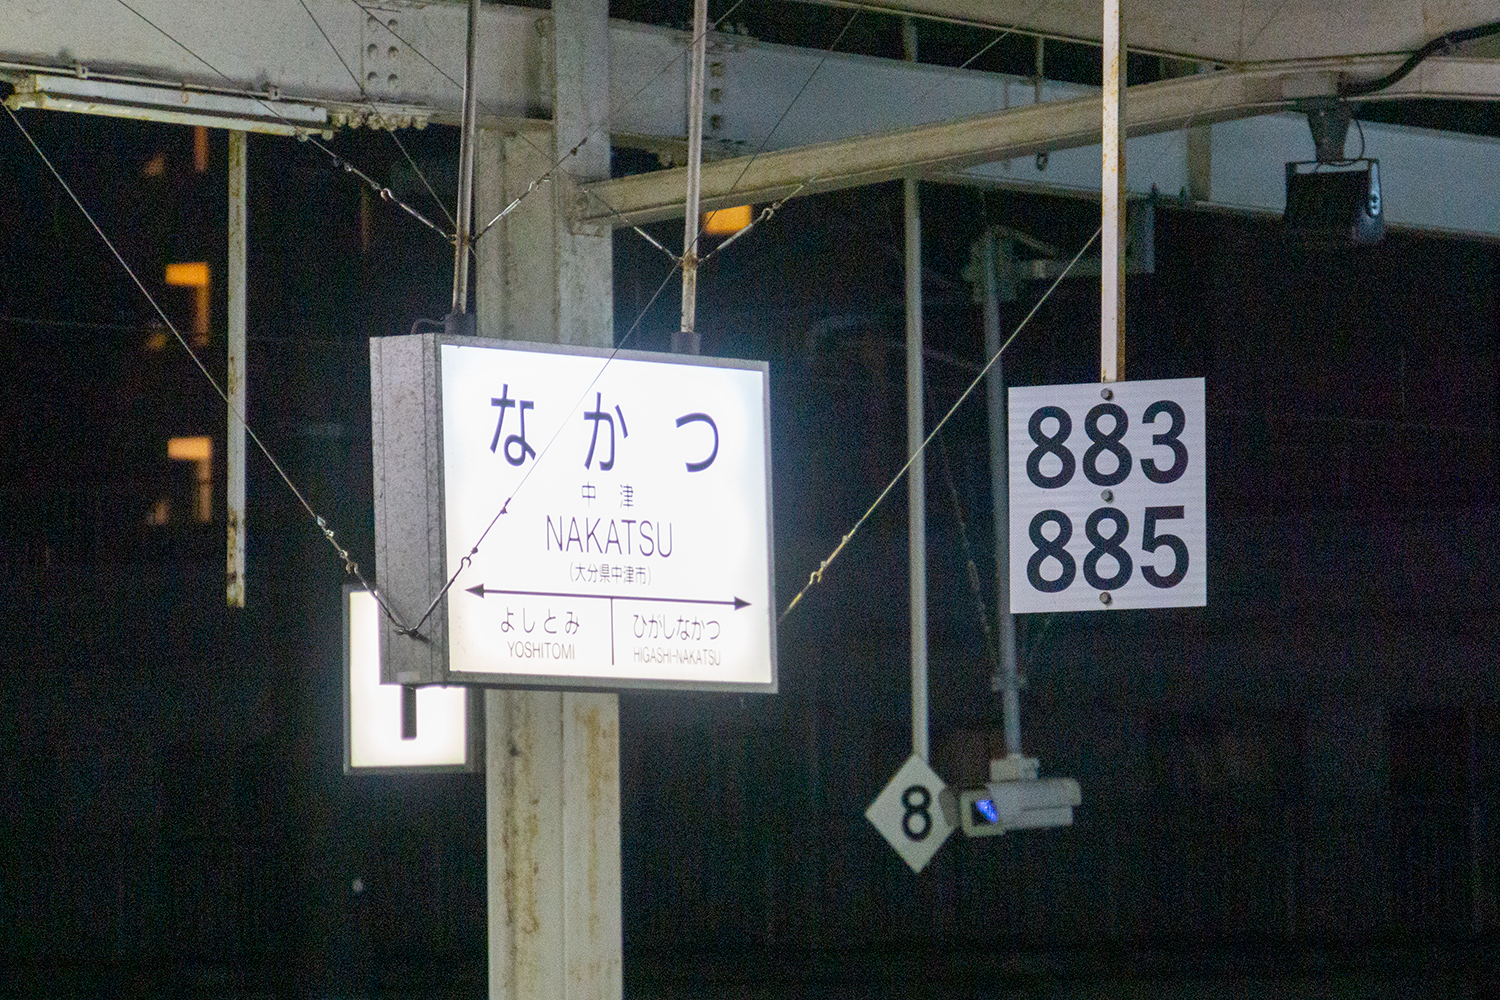 なかつ
中津
NAKATSU
(大分県中津市)
よしとみ
YOSHITOMI
ひがしなかつ
HIGASHI-NAKATSU
883
885
8